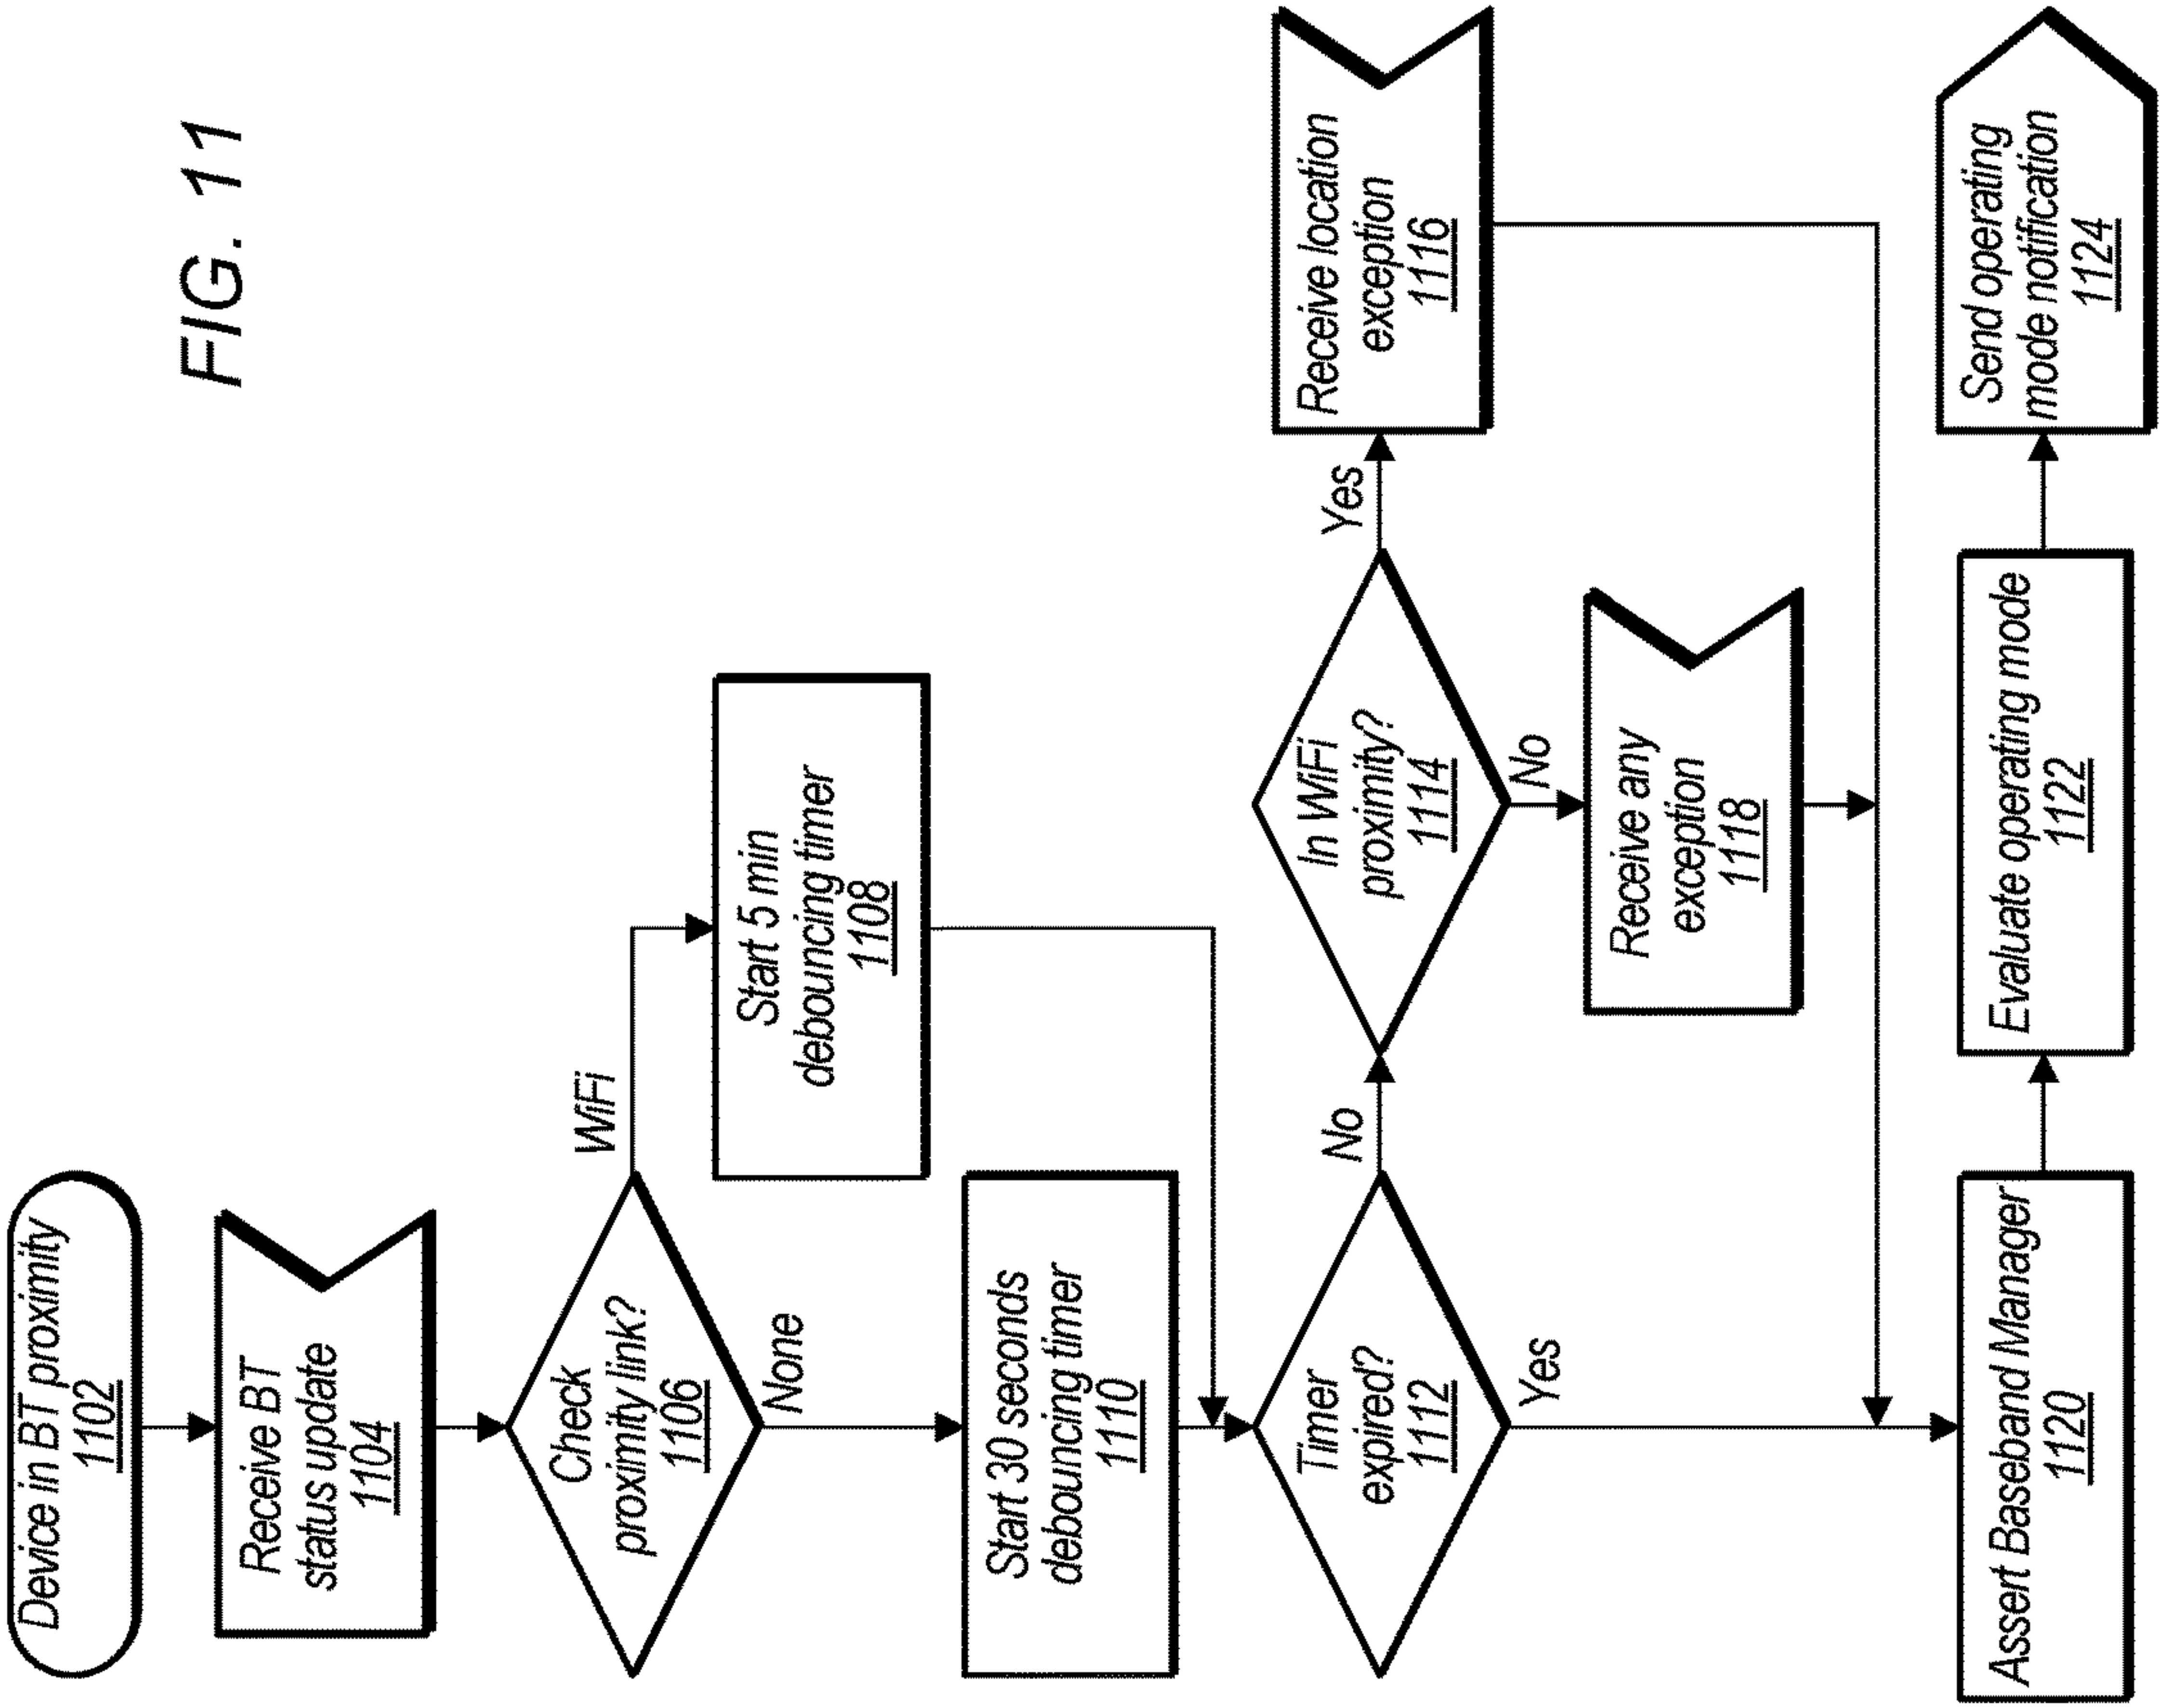 FIG. 11
Device in BT proximity
1102
Receive BT
status update
1104
Check
proximity link?
1106
WiFi
None
Start 5 min
debouncing timer
1108
Start 30 seconds
debouncing timer
1110
Timer
expired?
1112
No
Yes
In WiFi
proximity?
1114
Yes
No
Receive location
exception
1116
Receive any
exception
1118
Assert Baseband Manager
1120
Evaluate operating mode
1122
Send operating
mode notification
1124